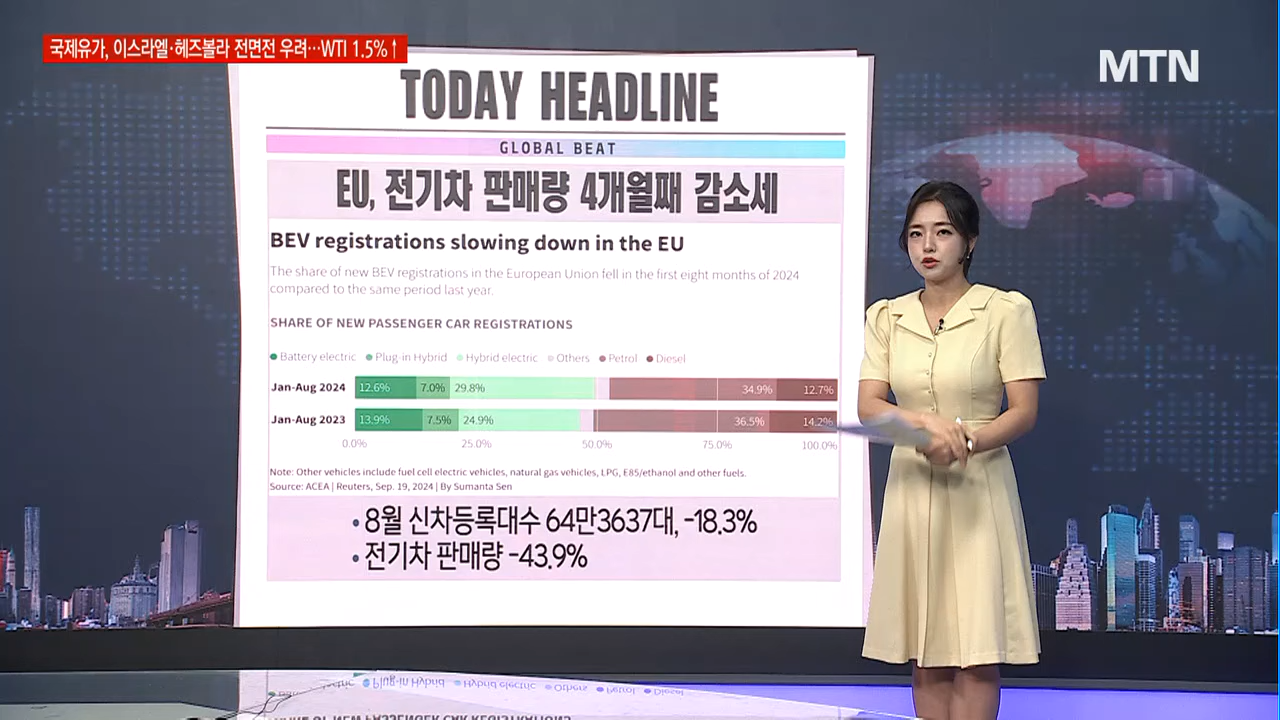 국제유가, 이스라엘·헤즈볼라 전면전 우려…WTI 1.5%↑
MTN
TODAY HEADLINE
GLOBAL BEAT
EU, 전기차 판매량 4개월째 감소세
BEV registrations slowing down in the EU
The share of new BEV registrations in the European Union fell in the first eight months of 2024
compared to the same period last year.
SHARE OF NEW PASSENGER CAR REGISTRATIONS
Battery electric Plug-in Hybrid Hybrid electric Others Petrol Diesel
Jan-Aug 2024 12.6% 7.0% 29.8% 34.9% 12.7%
Jan-Aug 2023 13.9% 7.5% 24.9% 36.5% 14.2%
0.0% 25.0% 50.0% 75.0% 100.0%
Note: Other vehicles include fuel cell electric vehicles, natural gas vehicles, LPG, E85/ethanol and other fuels.
Source: ACEA | Reuters, Sep. 19, 2024 | By Sumanta Sen
• 8월 신차등록대수 64만3637대, -18.3%
• 전기차 판매량 -43.9%